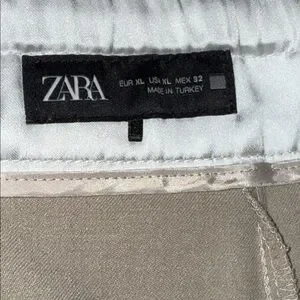 ZARA
EUR XL USA XL MEX 32
MADE IN TURKEY